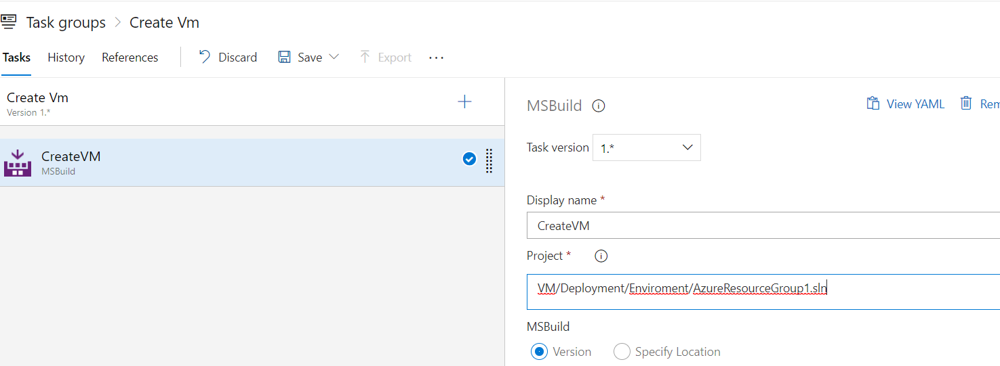 Task groups > Create Vm
Tasks History References Discard Save Export ...
Create Vm
Version 1.*
CreateVM
MSBuild
MSBuild
View YAML Rem
Task version 1.*
Display name *
CreateVM
Project *
VM/Deployment/Enviroment/AzureResourceGroup1.sln
MSBuild
Version Specify Location